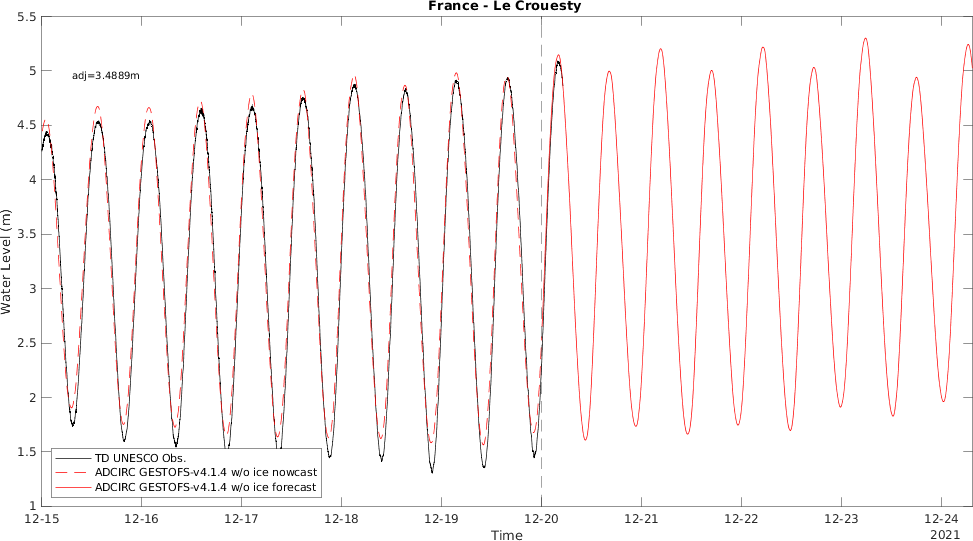 France - Le Crouesty
adj=3.4889m
5.5
5
4.5
4
3.5
3
2.5
2
1.5
1
Water Level (m)
TD UNESCO Obs.
ADCIRC GESTOFS-v4.1.4 w/o ice nowcast
ADCIRC GESTOFS-v4.1.4 w/o ice forecast
12-15 12-16 12-17 12-18 12-19 12-20 12-21 12-22 12-23 12-24
Time
2021